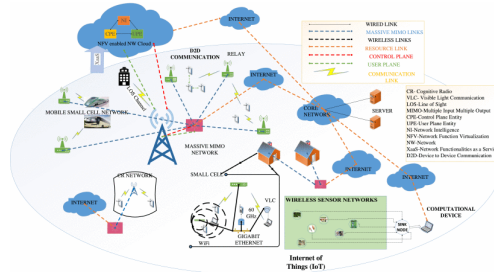 NI
CPE
UPE
NFV enabled NW Cloud
INTERNET
D2D
COMMUNICATION
RELAY
INTERNET
LOS Channel
MOBILE SMALL CELL NETWORK
MASSIVE MIMO
NETWORK
CORE
NETWORK
SERVER
WIRED LINK
MASSIVE MIMO LINKS
WIRELESS LINKS
RESOURCE LINK
CONTROL PLANE
USER PLANE
COMMUNICATION
LINK
CR- Cognitive Radio
VLC- Visible Light Communication
LOS-Line of Sight
MIMO-Multiple Input Multiple Output
CPE-Control Plane Entity
UPE-User Plane Entity
NI-Network Intelligence
NFV-Network Function Virtualization
NW-Network
XaaS-Network Functionalities as a Servi
D2D-Device to Device Communication
SMALL CELL
INTERNET
INTERNET
CR NETWORK
INTERNET
WiFi
60
GHz
VLC
GIGABIT
ETHERNET
WIRELESS SENSOR NETWORKS
SINK
NODE
COMPUTATIONAL
DEVICE
Internet of
Things (IoT)